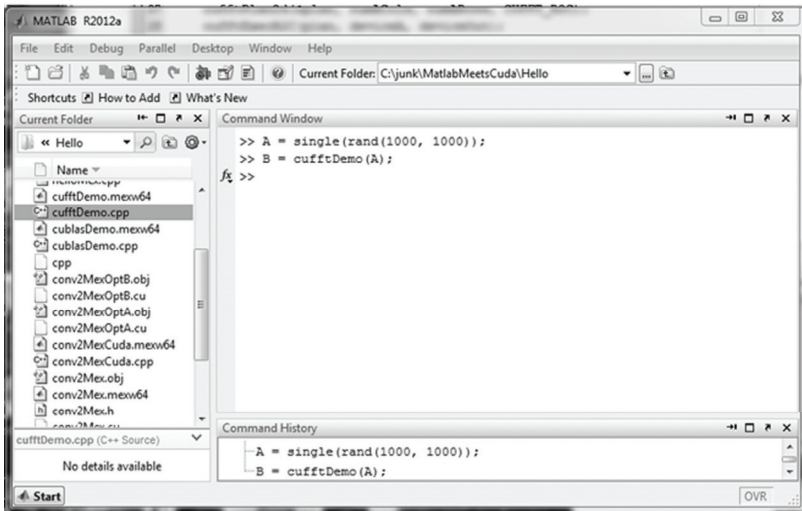 MATLAB R2012a
File Edit Debug Parallel Desktop Window Help
Current Folder: C:\junk\MatlabMeetsCuda\Hello
Shortcuts How to Add What's New
Current Folder
« Hello
Name
cufftDemo.mexw64
cufftDemo.cpp
cublasDemo.mexw64
cublasDemo.cpp
cpp
conv2MexOptB.obj
conv2MexOptB.cu
conv2MexOptA.obj
conv2MexOptA.cu
conv2MexCuda.mexw64
conv2MexCuda.cpp
conv2Mex.obj
conv2Mex.mexw64
conv2Mex.h
conv2Mex.cu
cufftDemo.cpp (C++ Source)
No details available
Command Window
>> A = single(rand(1000, 1000));
>> B = cufftDemo(A);
fx >>
Command History
A = single(rand(1000, 1000));
B = cufftDemo(A);
Start
OVR